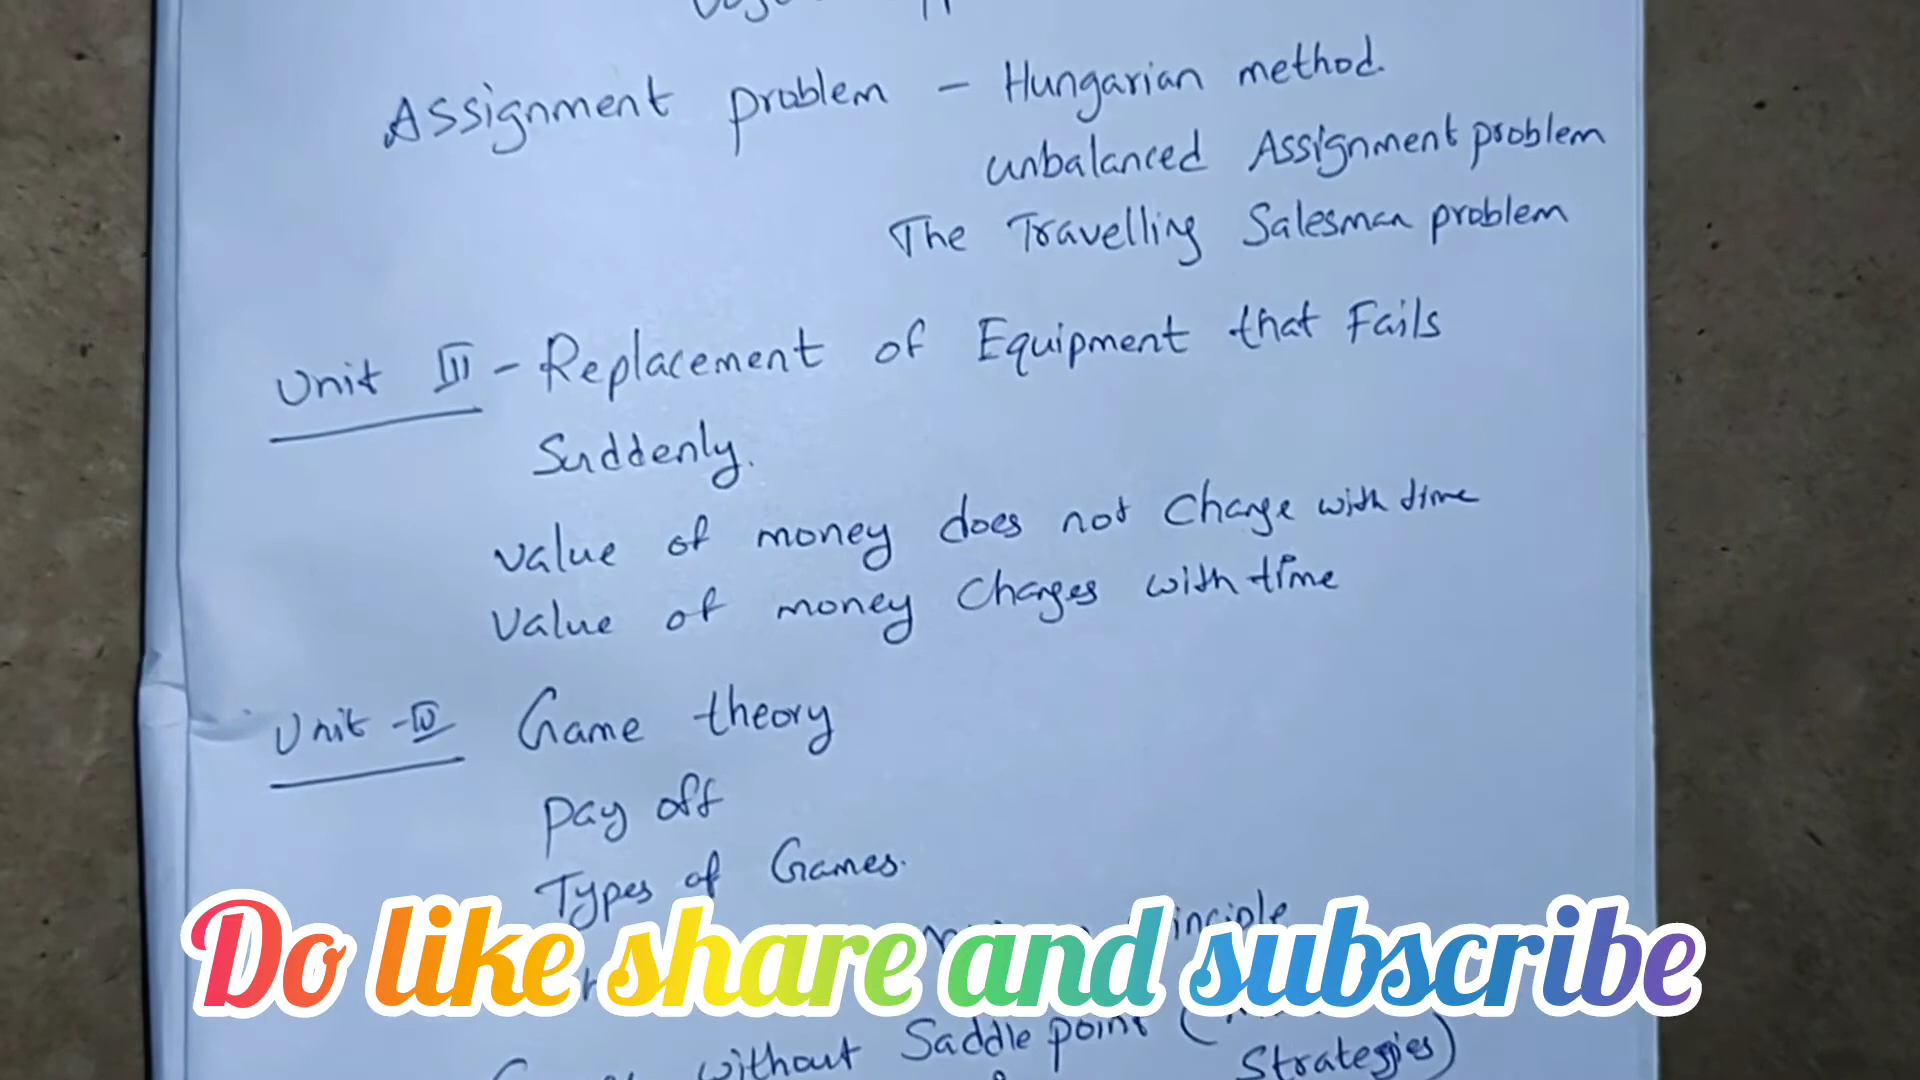 Assignment problem - Hungarian method.
unbalanced Assignment problem
The Travelling Salesman problem
Unit III - Replacement of Equipment that Fails
Suddenly.
value of money does not change with time
Value of money changes with time
Unit - IV Game theory
pay off
Types of Games.
principle
Do like share and subscribe
without Saddle point (
Strategies)